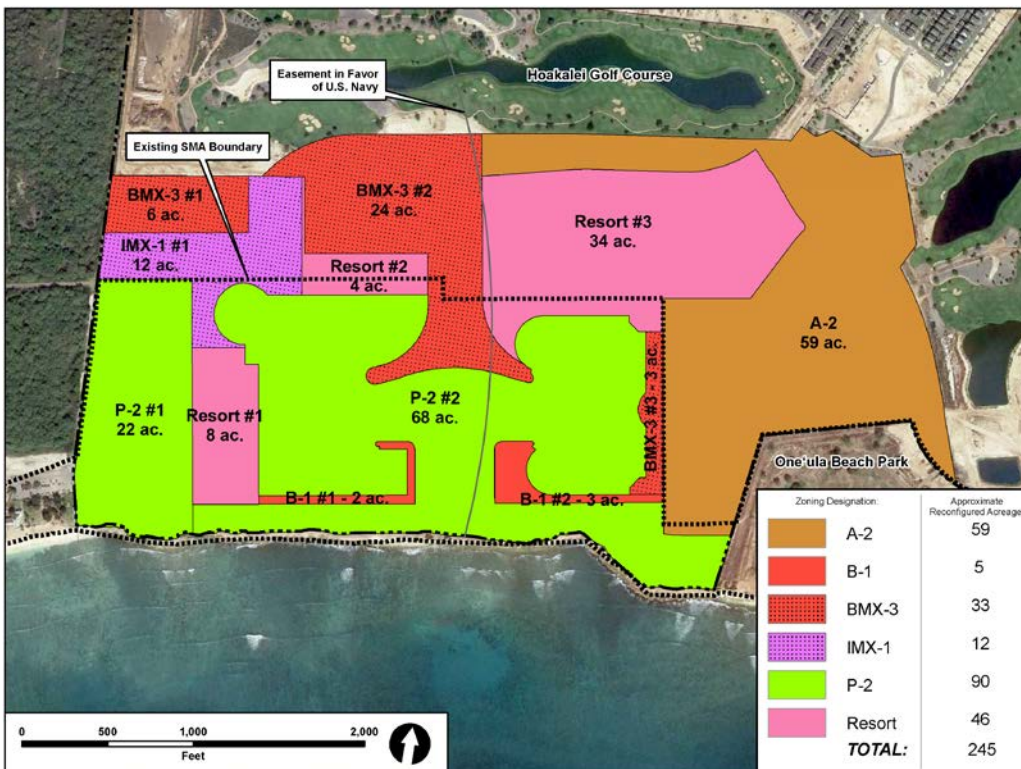 Easement in Favor
of U.S. Navy
Hoakalei Golf Course
Existing SMA Boundary
BMX-3 #1
6 ac.
BMX-3 #2
24 ac.
Resort #3
34 ac.
IMX-1 #1
12 ac.
Resort #2
4 ac.
A-2
59 ac.
P-2 #1
22 ac.
Resort #1
8 ac.
P-2 #2
68 ac.
BMX-3 #3 - 3 ac.
One'ula Beach Park
B-1 #1 - 2 ac.
B-1 #2 - 3 ac.
Zoning Designation: Approximate
Reconfigured Acreage
A-2 59
B-1 5
BMX-3 33
IMX-1 12
P-2 90
Resort 46
TOTAL: 245
0 500 1,000 2,000
Feet